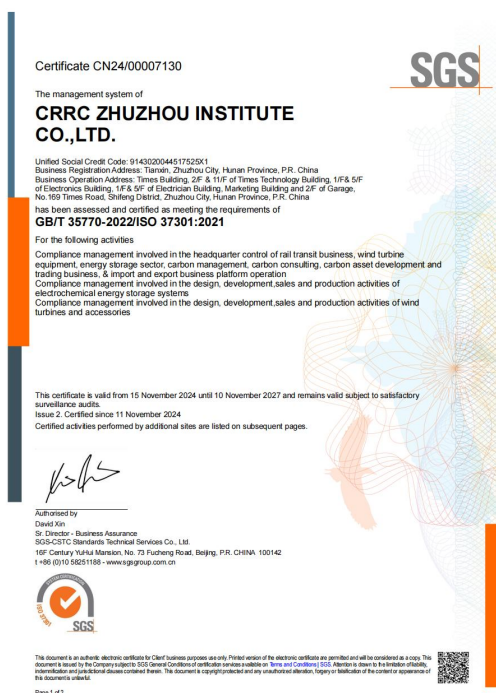 SGS
Certificate CN24/00007130
The management system of
CRRC ZHUZHOU INSTITUTE
CO.,LTD.
Unified Social Credit Code: 9143020044517525X1
Business Registration Address: Tianxin, Zhuzhou City, Hunan Province, P.R. China
Business Operation Address: Times Building, 2/F & 11/F of Times Technology Building, 1/F& 5/F
of Electronics Building, 1/F& 5/F of Electrician Building, Marketing Building and 2/F of Garage,
No.169 Times Road, Shifeng District, Zhuzhou City, Hunan Province, P.R. China
has been assessed and certified as meeting the requirements of
GB/T 35770-2022/ISO 37301:2021
For the following activities
Compliance management involved in the headquarter control of rail transit business, wind turbine
equipment, energy storage sector, carbon management, carbon consulting, carbon asset development and
trading business, & import and export business platform operation
Compliance management involved in the design, development,sales and production activities of
electrochemical energy storage systems
Compliance management involved in the design, development,sales and production activities of wind
turbines and accessories
This certificate is valid from 15 November 2024 until 10 November 2027 and remains valid subject to satisfactory
surveillance audits.
Issue 2. Certified since 11 November 2024
Certified activities performed by additional sites are listed on subsequent pages.
Authorised by
David Xin
Sr. Director - Business Assurance
SGS-CSTC Standards Technical Services Co., Ltd.
16F Century YuHui Mansion, No. 73 Fucheng Road, Beijing, P.R. CHINA 100142
t +86 (0)10 58251188 - www.sgsgroup.com.cn
SYSTEM CERTIFICATION
ISO 37301
SGS
This document is an authentic electronic certificate for Client' business purposes use only. Printed version of the electronic certificate are permitted and will be considered as a copy. This
document is issued by the Company subject to SGS General Conditions of certification services available on Terms and Conditions | SGS. Attention is drawn to the limitation of liability,
indemnification and jurisdictional clauses contained therein. This document is copyright protected and any unauthorized alteration, forgery or falsification of the content or appearance of
this document is unlawful.
Page 1 of 2